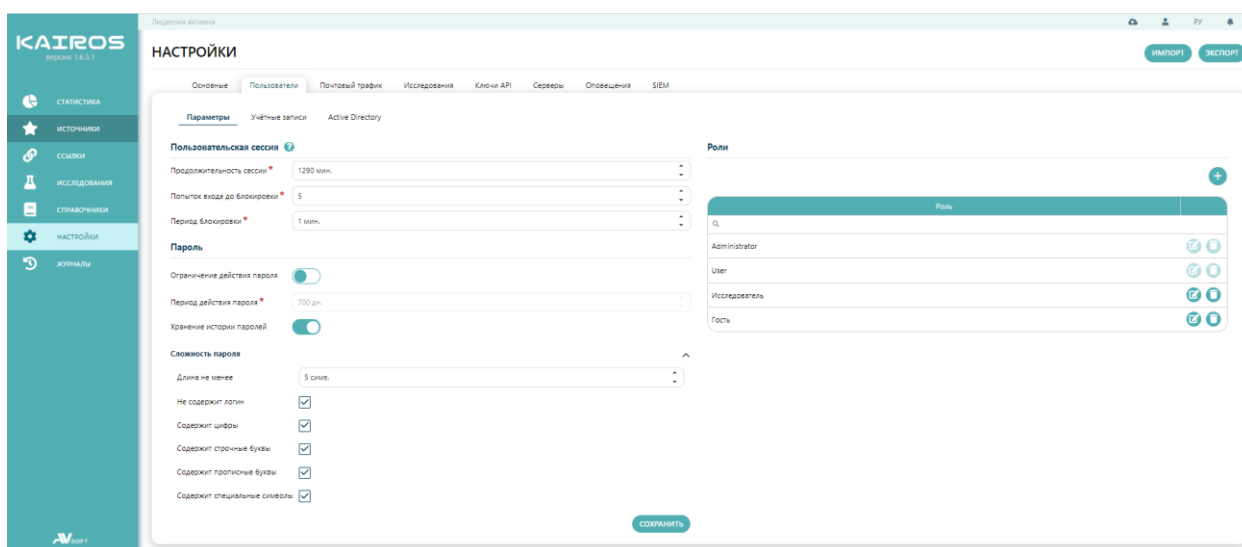 Лицензия активна
РУ
KAIROS
версия: 1.6.5.1
НАСТРОЙКИ
ИМПОРТ
ЭКСПОРТ
Основные Пользователи Почтовый трафик Исследования Ключи API Серверы Оповещения SIEM
СТАТИСТИКА
ИСТОЧНИКИ
ССЫЛКИ
ИССЛЕДОВАНИЯ
СПРАВОЧНИКИ
НАСТРОЙКИ
ЖУРНАЛЫ
Параметры Учётные записи Active Directory
Пользовательская сессия ?
Продолжительность сессии * 1290 мин.
Попыток входа до блокировки * 5
Период блокировки * 1 мин.
Пароль
Ограничение действия пароля
Период действия пароля * 700 дн.
Хранение истории паролей
Сложность пароля
Длина не менее 5 симв.
Не содержит логин
Содержит цифры
Содержит строчные буквы
Содержит прописные буквы
Содержит специальные символы
СОХРАНИТЬ
Роли
Роль
Administrator
User
Исследователь
Гость
AVSOFT